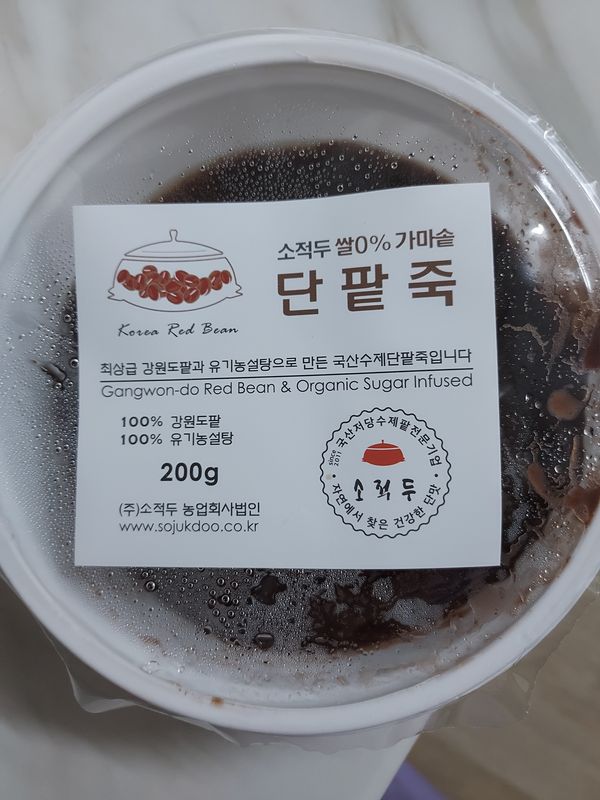 Korea Red Bean
소적두 쌀0% 가마솥
단팥죽
최상급 강원도팥과 유기농설탕으로 만든 국산수제단팥죽입니다
Gangwon-do Red Bean & Organic Sugar Infused
100% 강원도팥
100% 유기농설탕
200g
(주)소적두 농업회사법인
www.sojukdoo.co.kr
국산저당수제팥전문기업
since 2011
소적두
자연에서 찾은 건강한 단맛